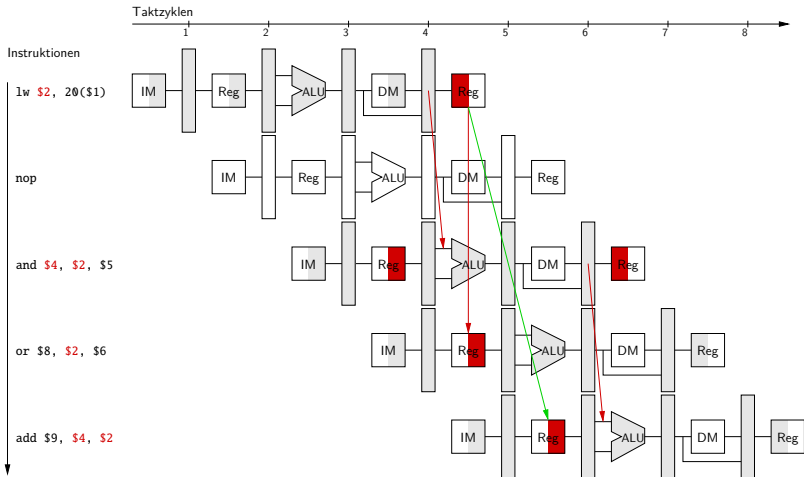 Taktzyklen
1 2 3 4 5 6 7 8
Instruktionen
lw $2, 20($1) IM Reg ALU DM Reg
nop IM Reg ALU DM Reg
and $4, $2, $5 IM Reg ALU DM Reg
or $8, $2, $6 IM Reg ALU DM Reg
add $9, $4, $2 IM Reg ALU DM Reg